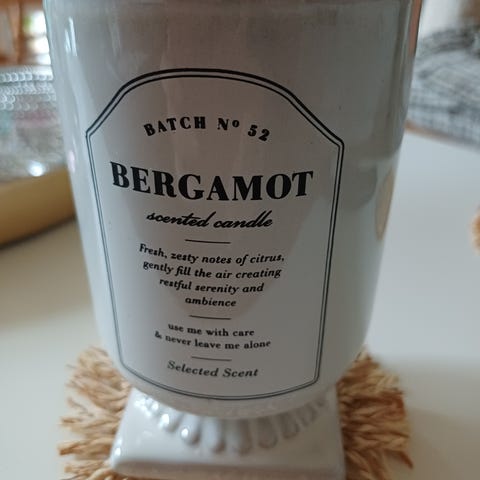 BATCH Nº 52
BERGAMOT
scented candle
Fresh, zesty notes of citrus,
gently fill the air creating
restful serenity and
ambience
use me with care
& never leave me alone
Selected Scent